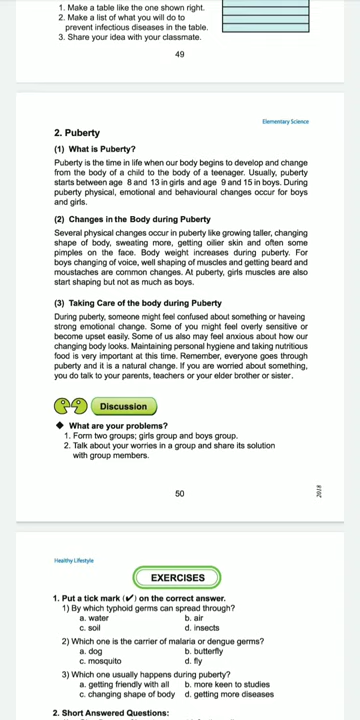 1. Make a table like the one shown right.
2. Make a list of what you will do to
prevent infectious diseases in the table.
3. Share your idea with your classmate.
49
Elementary Science
2. Puberty
(1) What is Puberty?
Puberty is the time in life when our body begins to develop and change
from the body of a child to the body of a teenager. Usually, puberty
starts between age 8 and 13 in girls and age 9 and 15 in boys. During
puberty physical, emotional and behavioural changes occur for boys
and girls.
(2) Changes in the Body during Puberty
Several physical changes occur in puberty like growing taller, changing
shape of body, sweating more, getting oilier skin and often some
pimples on the face. Body weight increases during puberty. For
boys changing of voice, well shaping of muscles and getting beard and
moustaches are common changes. At puberty, girls muscles are also
start shaping but not as much as boys.
(3) Taking Care of the body during Puberty
During puberty, someone might feel confused about something or haveing
strong emotional change. Some of you might feel overly sensitive or
become upset easily. Some of us also may feel anxious about how our
changing body looks. Maintaining personal hygiene and taking nutritious
food is very important at this time. Remember, everyone goes through
puberty and it is a natural change. If you are worried about something,
you do talk to your parents, teachers or your elder brother or sister.
Discussion
◆ What are your problems?
1. Form two groups; girls group and boys group.
2. Talk about your worries in a group and share its solution
with group members.
50
2018
Healthy Lifestyle
EXERCISES
1. Put a tick mark (✔) on the correct answer.
1) By which typhoid germs can spread through?
a. water b. air
c. soil d. insects
2) Which one is the carrier of malaria or dengue germs?
a. dog b. butterfly
c. mosquito d. fly
3) Which one usually happens during puberty?
a. getting friendly with all b. more keen to studies
c. changing shape of body d. getting more diseases
2. Short Answered Questions: